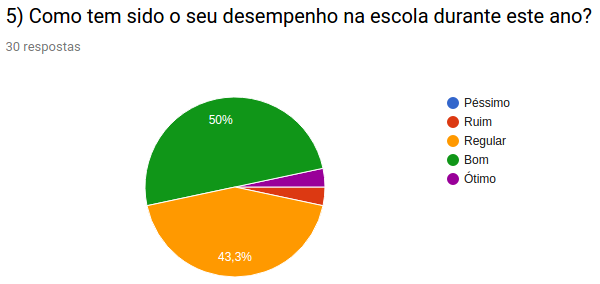 5) Como tem sido o seu desempenho na escola durante este ano?
30 respostas
50%
43,3%
Péssimo
Ruim
Regular
Bom
Ótimo